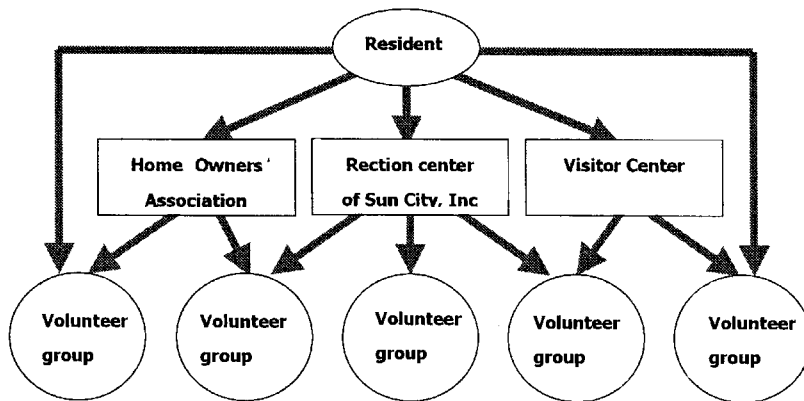 Resident
Home Owners'
Association
Rection center
of Sun City, Inc
Visitor Center
Volunteer
group
Volunteer
group
Volunteer
group
Volunteer
group
Volunteer
group